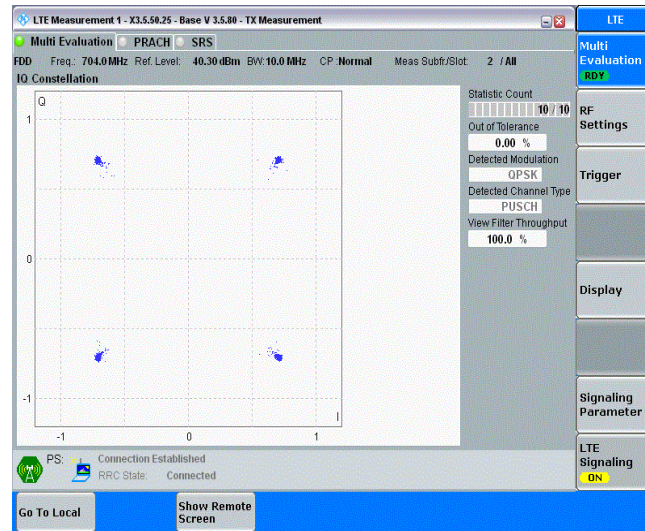 LTE Measurement 1 - X3.5.50.25 - Base V 3.5.80 - TX Measurement
LTE
Multi Evaluation PRACH SRS
Multi
Evaluation
RDY
FDD Freq.: 704.0 MHz Ref. Level: 40.30 dBm BW: 10.0 MHz CP :Normal Meas Subfr/Slot: 2 / All
IQ Constellation
Statistic Count
10 / 10
Out of Tolerance
0.00 %
Detected Modulation
QPSK
Detected Channel Type
PUSCH
View Filter Throughput
100.0 %
Q
1
0
-1
I
-1 0 1
RF
Settings
Trigger
Display
Signaling
Parameter
LTE
Signaling
ON
PS: Connection Established
RRC State: Connected
Go To Local
Show Remote
Screen